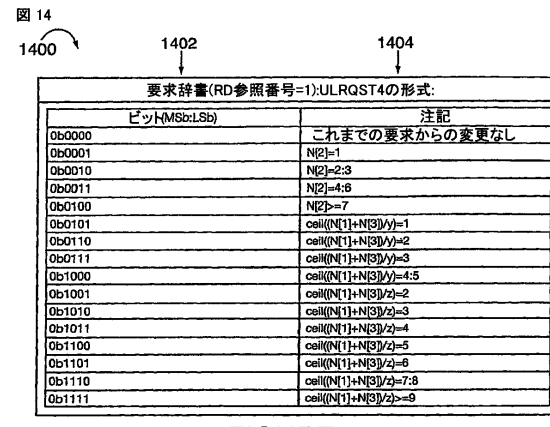 図 14
1400
1402
1404
要求辞書(RD参照番号=1):ULRQST4の形式:
ビット(MSb:LSb) 注記
0b0000 これまでの要求からの変更なし
0b0001 N[2]=1
0b0010 N[2]=2:3
0b0011 N[2]=4:6
0b0100 N[2]>=7
0b0101 ceil((N[1]+N[3])/y)=1
0b0110 ceil((N[1]+N[3])/y)=2
0b0111 ceil((N[1]+N[3])/y)=3
0b1000 ceil((N[1]+N[3])/y)=4:5
0b1001 ceil((N[1]+N[3])/z)=2
0b1010 ceil((N[1]+N[3])/z)=3
0b1011 ceil((N[1]+N[3])/z)=4
0b1100 ceil((N[1]+N[3])/z)=5
0b1101 ceil((N[1]+N[3])/z)=6
0b1110 ceil((N[1]+N[3])/z)=7:8
0b1111 ceil((N[1]+N[3])/z)>=9